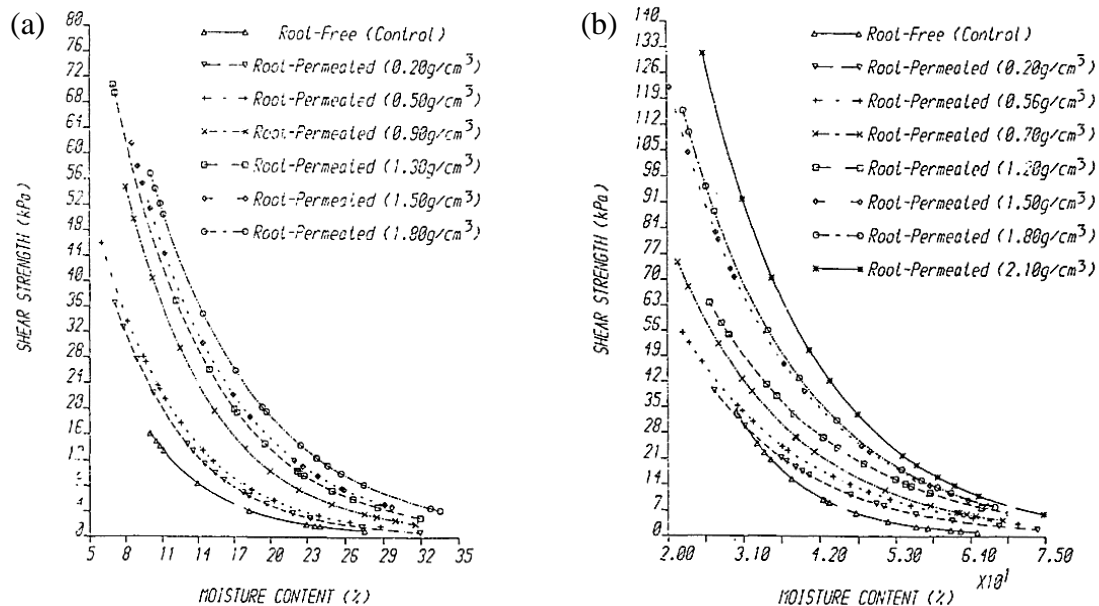 (a)
SHEAR STRENGTH (kPa)
80
76
72
68
64
60
56
52
48
44
40
36
32
28
24
20
16
12
8
4
0
5 8 11 14 17 20 23 26 29 32 35
MOISTURE CONTENT (%)
Root-Free (Control)
Root-Permeated (0.20g/cm³)
Root-Permeated (0.50g/cm³)
Root-Permeated (0.90g/cm³)
Root-Permeated (1.30g/cm³)
Root-Permeated (1.50g/cm³)
Root-Permeated (1.80g/cm³)
(b)
SHEAR STRENGTH (kPa)
140
133
126
119
112
105
98
91
84
77
70
63
56
49
42
35
28
21
14
7
0
2.00 3.10 4.20 5.30 6.40 7.50
X10¹
MOISTURE CONTENT (%)
Root-Free (Control)
Root-Permeated (0.20g/cm³)
Root-Permeated (0.56g/cm³)
Root-Permeated (0.70g/cm³)
Root-Permeated (1.20g/cm³)
Root-Permeated (1.50g/cm³)
Root-Permeated (1.80g/cm³)
Root-Permeated (2.10g/cm³)